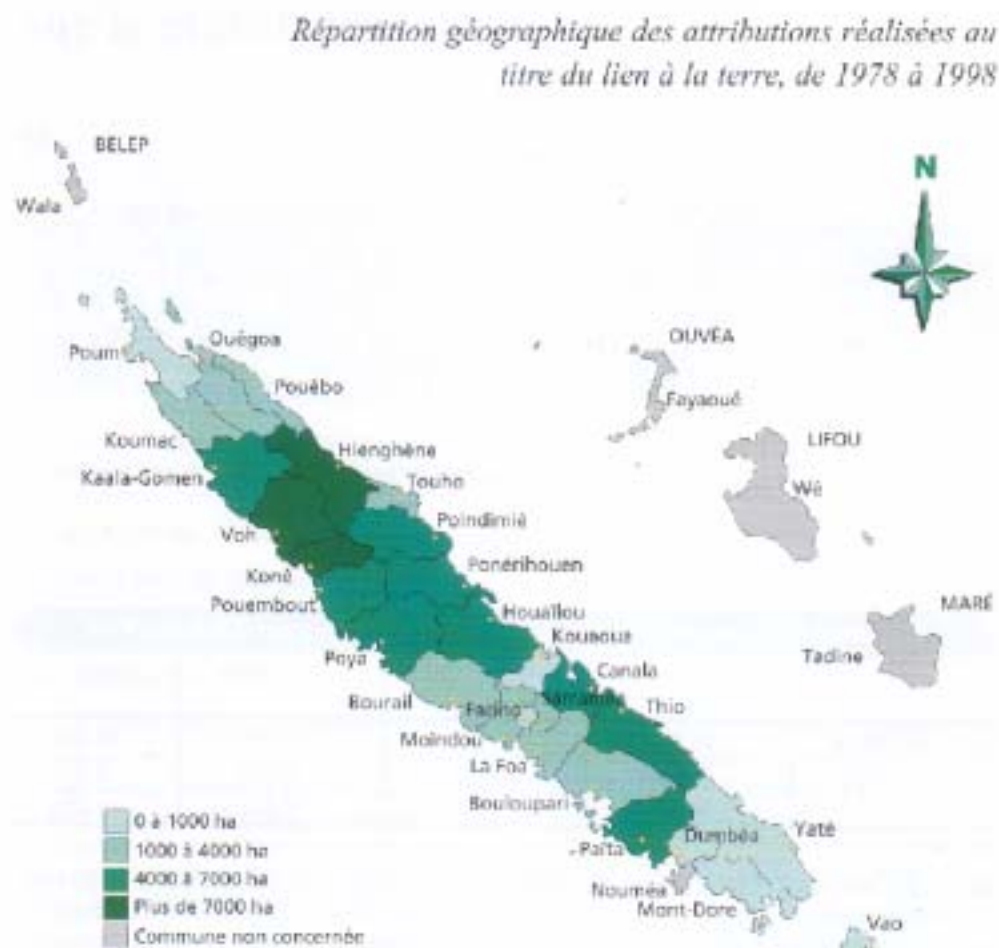 Répartition géographique des attributions réalisées au
titre du lien à la terre, de 1978 à 1998
BELEP
Wala
N
Poum
Ouégoa
Pouébo
OUVÉA
Fayaoué
Koumac
Kaala-Gomen
Hienghène
Touho
LIFOU
Wé
Voh
Poindimié
Koné
Ponérihouen
Pouembout
Houaïlou
MARÉ
Kouaoua
Tadine
Poya
Canala
Sarraméa
Thio
Bourail
Farino
Moindou
La Foa
Bouloupari
Dumbéa
Yaté
Païta
Nouméa
Mont-Dore
Vao
0 à 1000 ha
1000 à 4000 ha
4000 à 7000 ha
Plus de 7000 ha
Commune non concernée